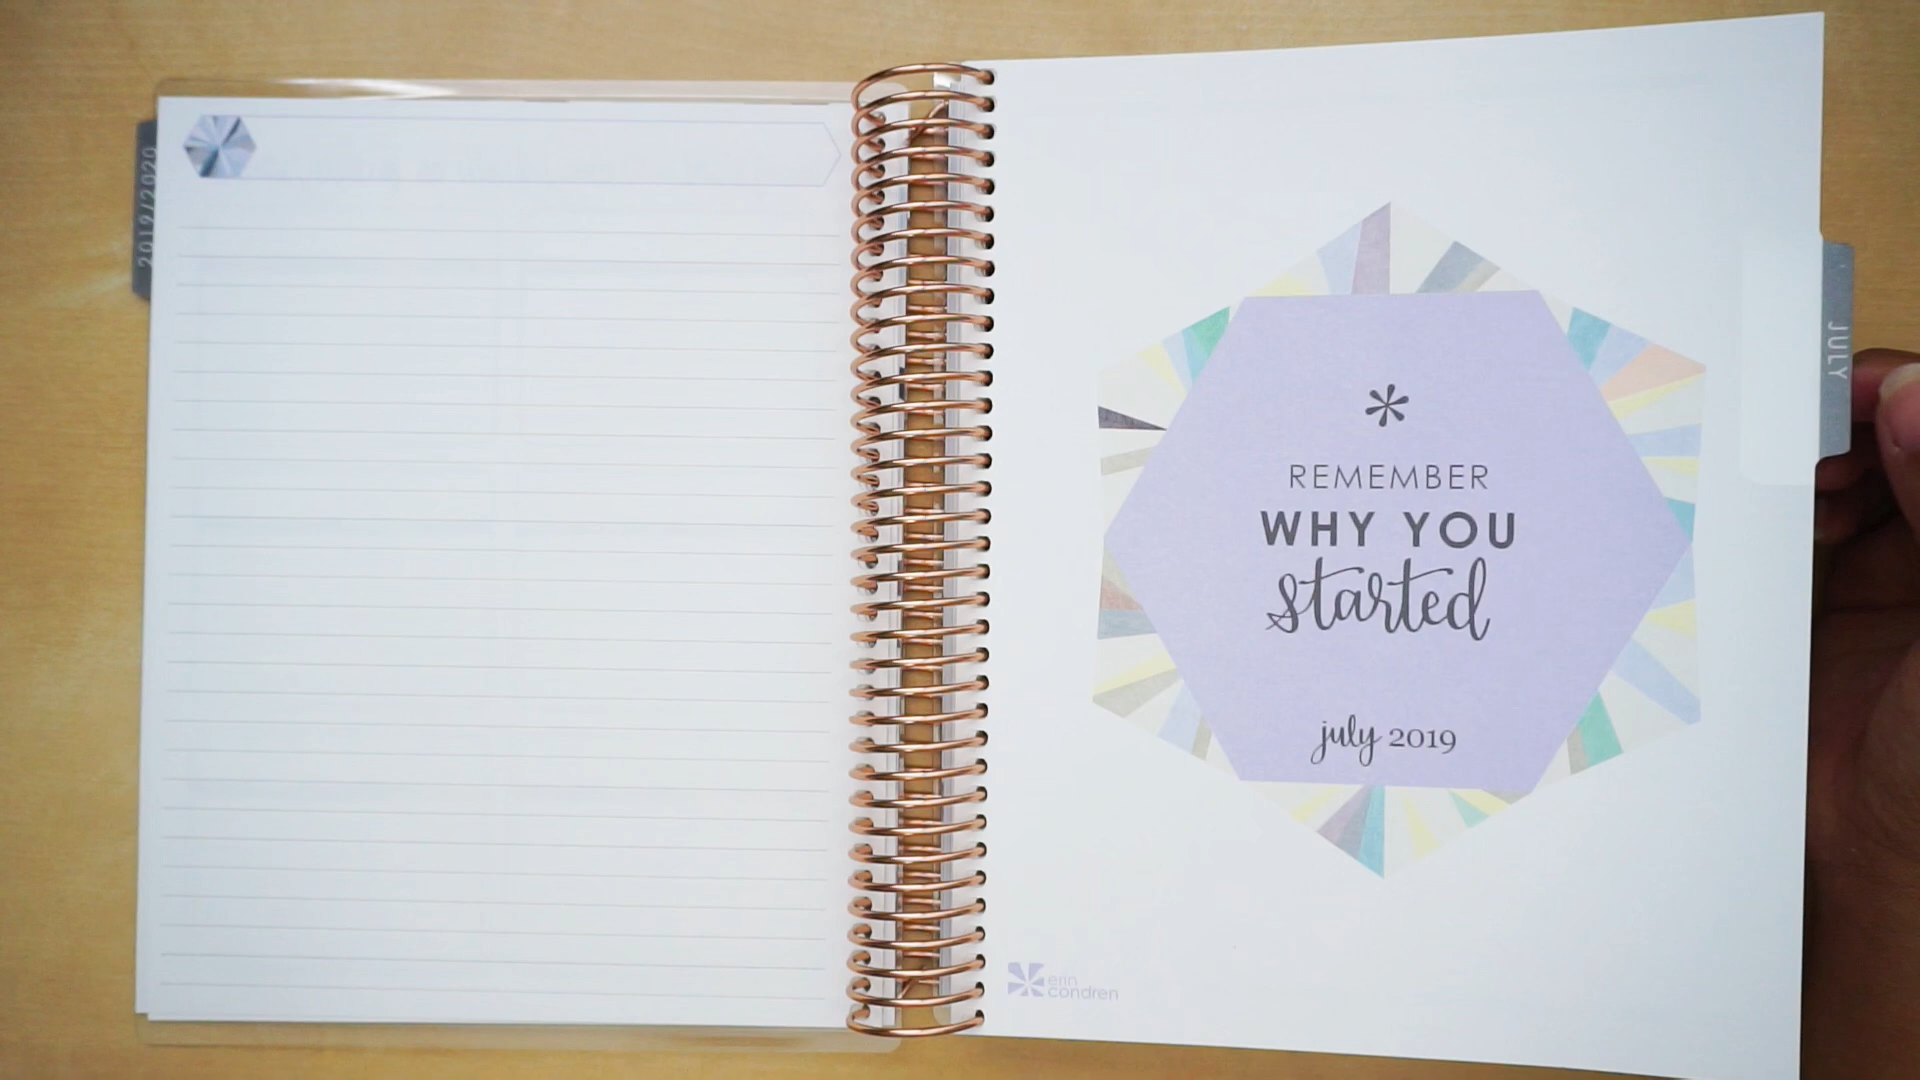 2019/2020
REMEMBER
WHY YOU
started
july 2019
JULY
erin
condren